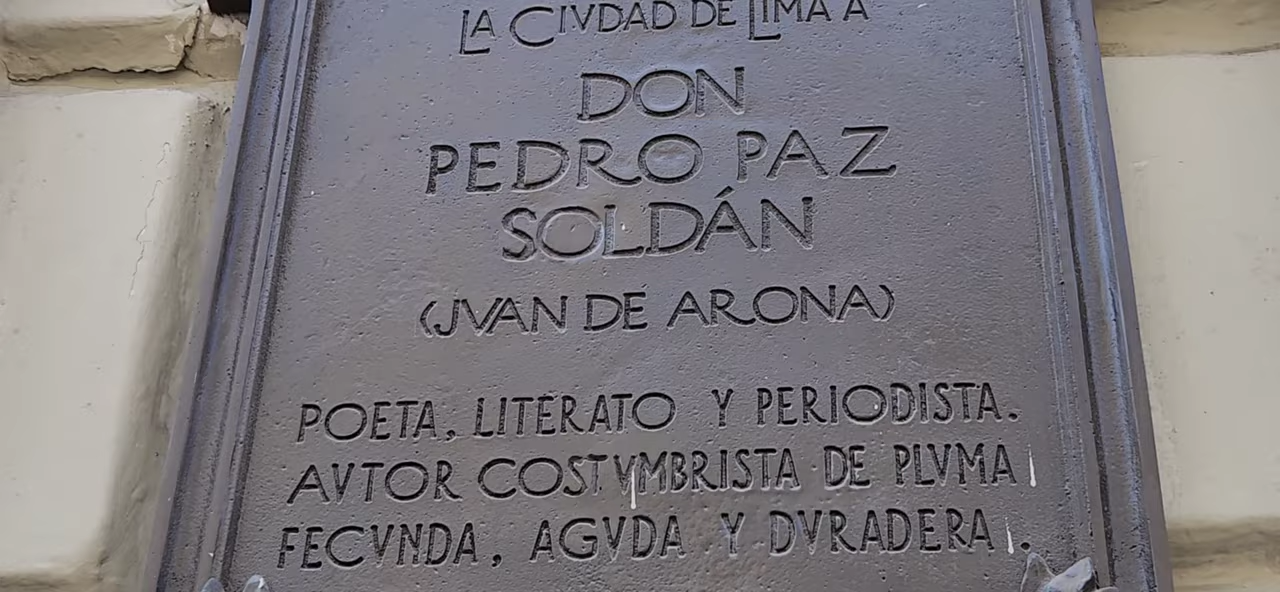 LA CIVDAD DE LIMA A
DON
PEDRO PAZ
SOLDÁN
(JVAN DE ARONA)
POETA, LITERATO Y PERIODISTA.
AVTOR COSTVMBRISTA DE PLVMA
FECVNDA, AGVDA Y DVRADERA.